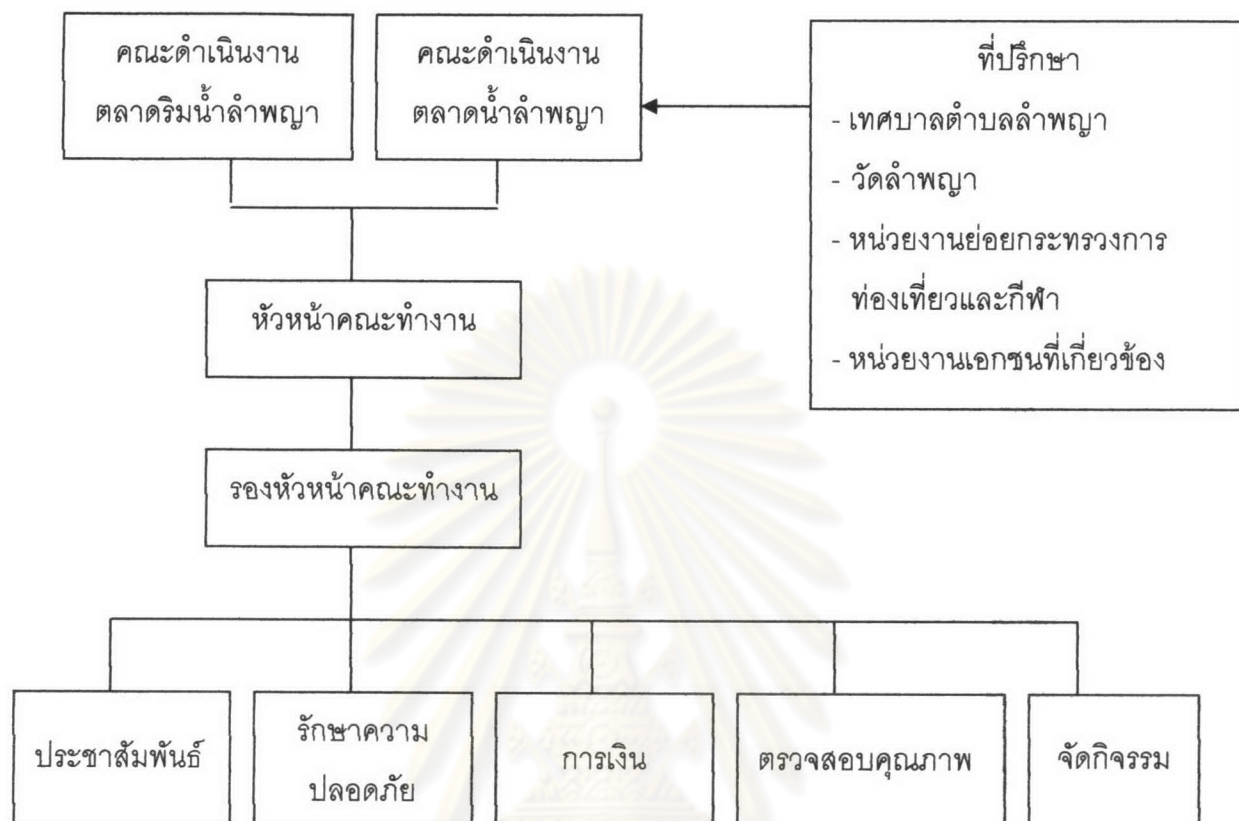 คณะดำเนินงาน
ตลาดริมน้ำลำพญา
คณะดำเนินงาน
ตลาดน้ำลำพญา
ที่ปรึกษา
- เทศบาลตำบลลำพญา
- วัดลำพญา
- หน่วยงานย่อยกระทรวงการ
ท่องเที่ยวและกีฬา
- หน่วยงานเอกชนที่เกี่ยวข้อง
หัวหน้าคณะทำงาน
รองหัวหน้าคณะทำงาน
ประชาสัมพันธ์
รักษาความ
ปลอดภัย
การเงิน
ตรวจสอบคุณภาพ
จัดกิจรรม